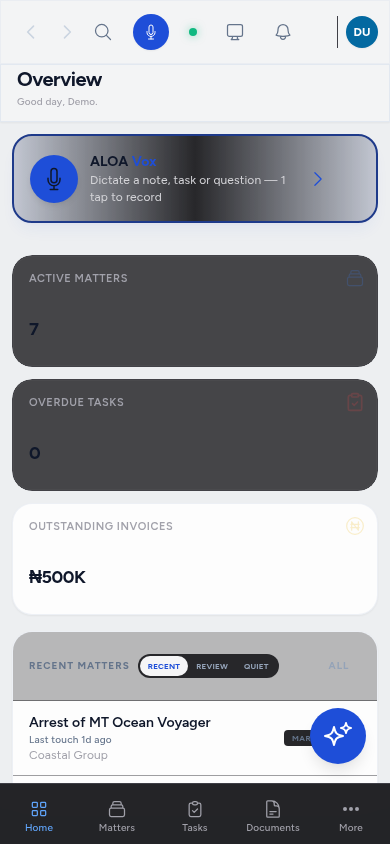 DU
Overview
Good day, Demo.
ALOA Vox
Dictate a note, task or question — 1
tap to record
ACTIVE MATTERS
7
OVERDUE TASKS
0
OUTSTANDING INVOICES
₦500K
RECENT MATTERS RECENT REVIEW QUIET ALL
Arrest of MT Ocean Voyager
Last touch 1d ago
Coastal Group
Home Matters Tasks Documents More